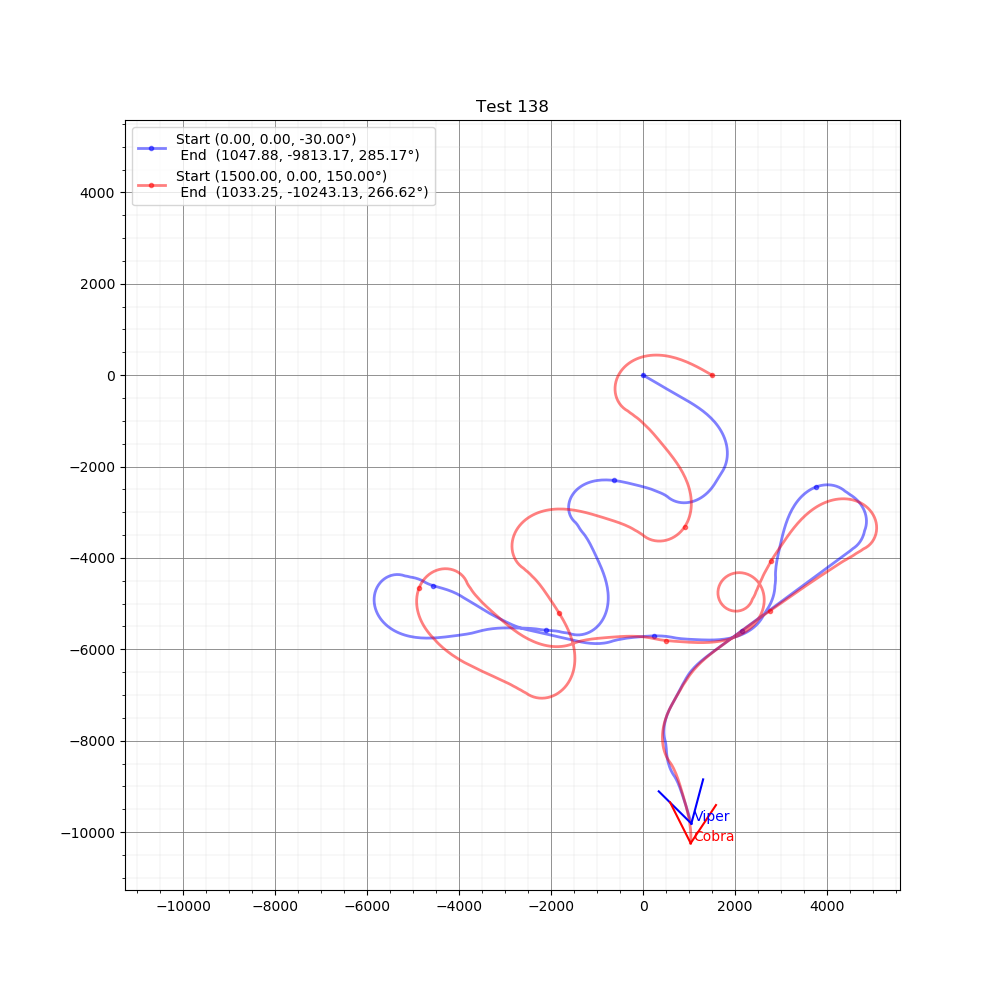 Test 138
Start (0.00, 0.00, -30.00°)
End  (1047.88, -9813.17, 285.17°)
Start (1500.00, 0.00, 150.00°)
End  (1033.25, -10243.13, 266.62°)
4000
2000
0
−2000
−4000
−6000
−8000
−10000
Viper
Cobra
−10000 −8000 −6000 −4000 −2000 0 2000 4000